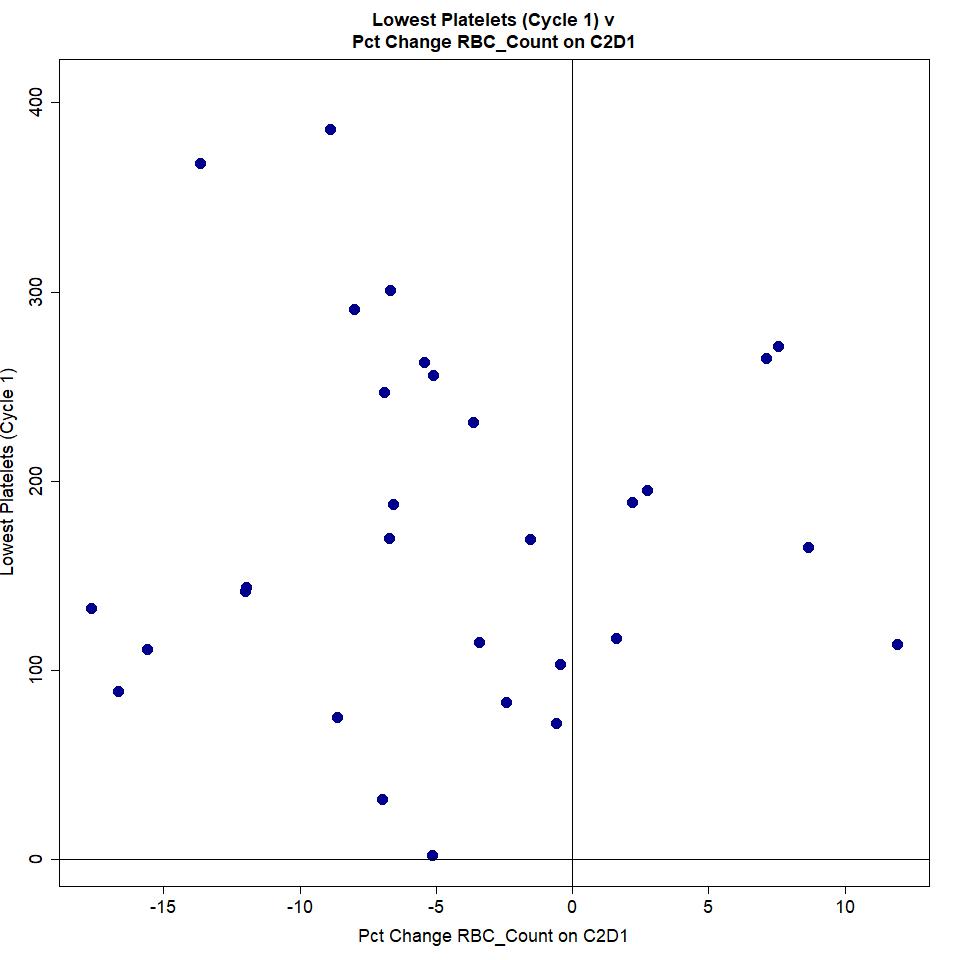 Lowest Platelets (Cycle 1) v
Pct Change RBC_Count on C2D1
400
300
200
100
0
Lowest Platelets (Cycle 1)
-15 -10 -5 0 5 10
Pct Change RBC_Count on C2D1